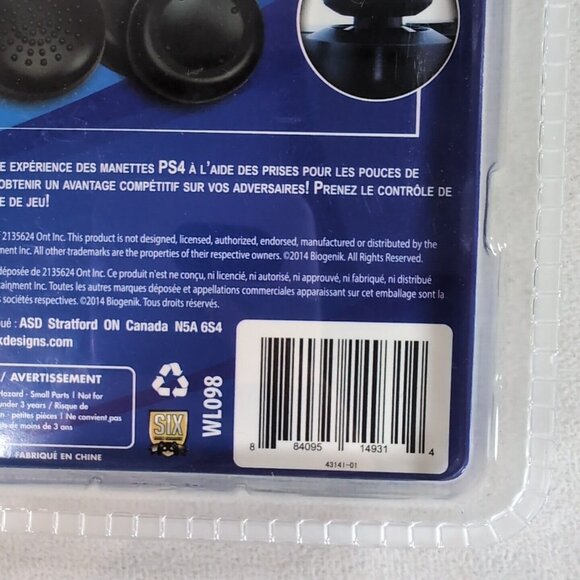 E EXPÉRIENCE DES MANETTES PS4 À L'AIDE DES PRISES POUR LES POUCES DE
OBTENIR UN AVANTAGE COMPÉTITIF SUR VOS ADVERSAIRES! PRENEZ LE CONTRÔLE DE
E DE JEU!
f 2135624 Ont Inc. This product is not designed, licensed, authorized, endorsed, manufactured or distributed by the
ment Inc. All other trademarks are the properties of their respective owners. ©2014 Biogenik. All Rights Reserved.
déposée de 2135624 Ont Inc. Ce produit n'est ne conçu, ni licencié, ni autorisé, ni approuvé, ni fabriqué, ni distribué
ertainment Inc. Toutes les autres marques déposée et appellations commerciales apparaissant sur cet emballage sont la
s sociétés respectives. ©2014 Biogenik. Tous droits réservés.
ué : ASD Stratford ON Canada N5A 6S4
kdesigns.com
/ AVERTISSEMENT
Hazard - Small Parts | Not for
under 3 years / Risque de
n - petites pièces | Ne convient pas
ts de moins de 3 ans
/ FABRIQUÉ EN CHINE
SIX
WL098
8 84095 14931 4
43141-01